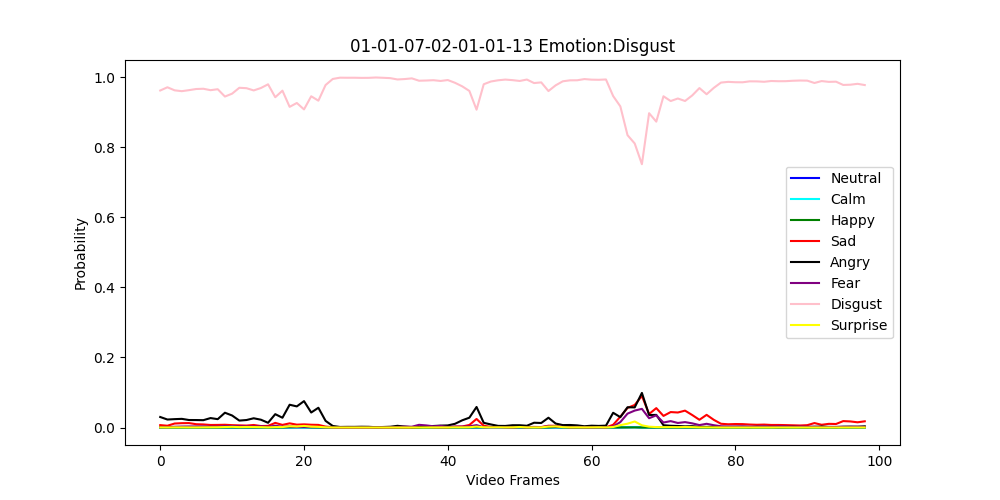 01-01-07-02-01-01-13 Emotion:Disgust
1.0
0.8
0.6
0.4
0.2
0.0
Probability
Neutral
Calm
Happy
Sad
Angry
Fear
Disgust
Surprise
0 20 40 60 80 100
Video Frames